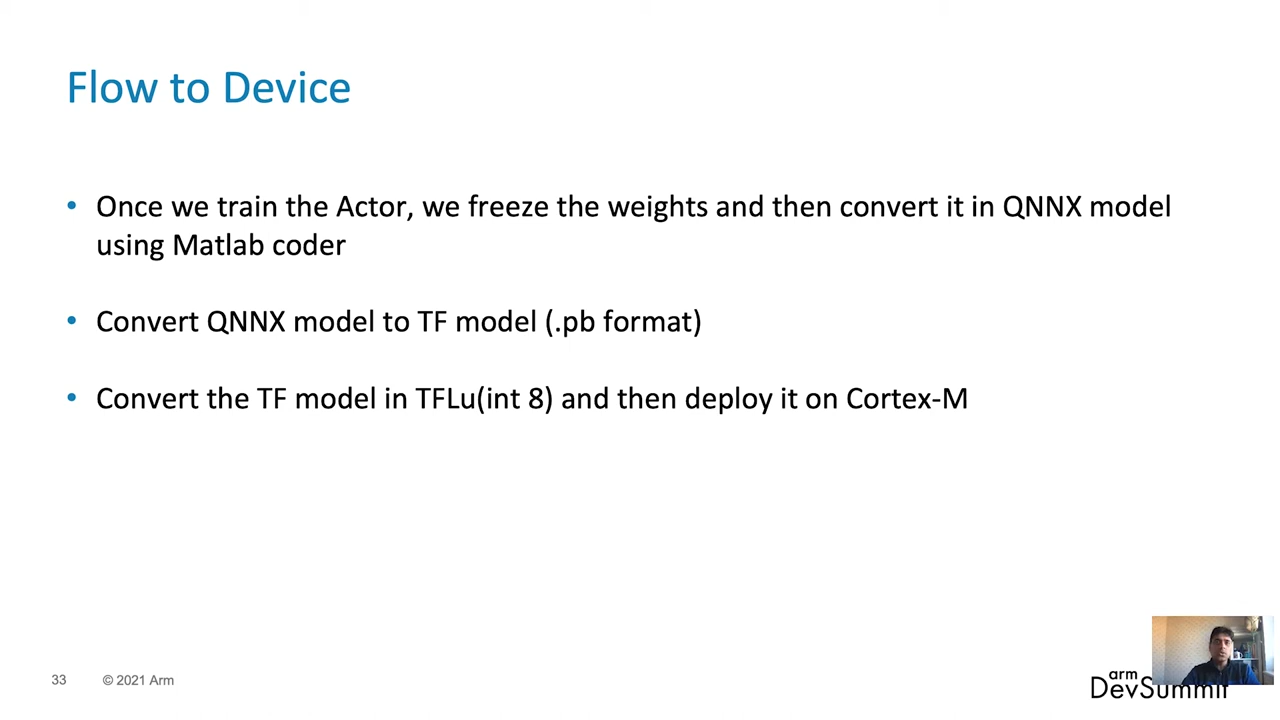 Flow to Device
• Once we train the Actor, we freeze the weights and then convert it in QNNX model
using Matlab coder
• Convert QNNX model to TF model (.pb format)
• Convert the TF model in TFLu(int 8) and then deploy it on Cortex-M
33 © 2021 Arm
arm
DevSummit